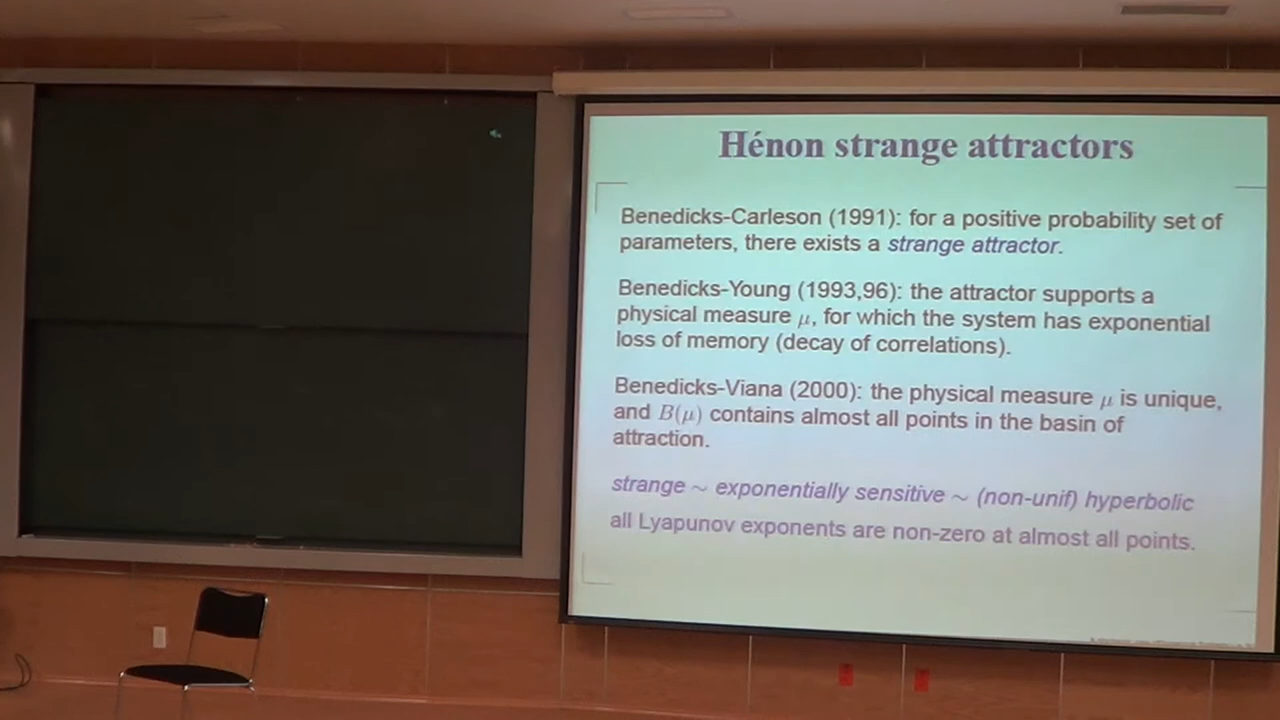 Hénon strange attractors
Benedicks-Carleson (1991): for a positive probability set of
parameters, there exists a strange attractor.
Benedicks-Young (1993,96): the attractor supports a
physical measure μ, for which the system has exponential
loss of memory (decay of correlations).
Benedicks-Viana (2000): the physical measure μ is unique,
and B(μ) contains almost all points in the basin of
attraction.
strange ~ exponentially sensitive ~ (non-unif) hyperbolic
all Lyapunov exponents are non-zero at almost all points.